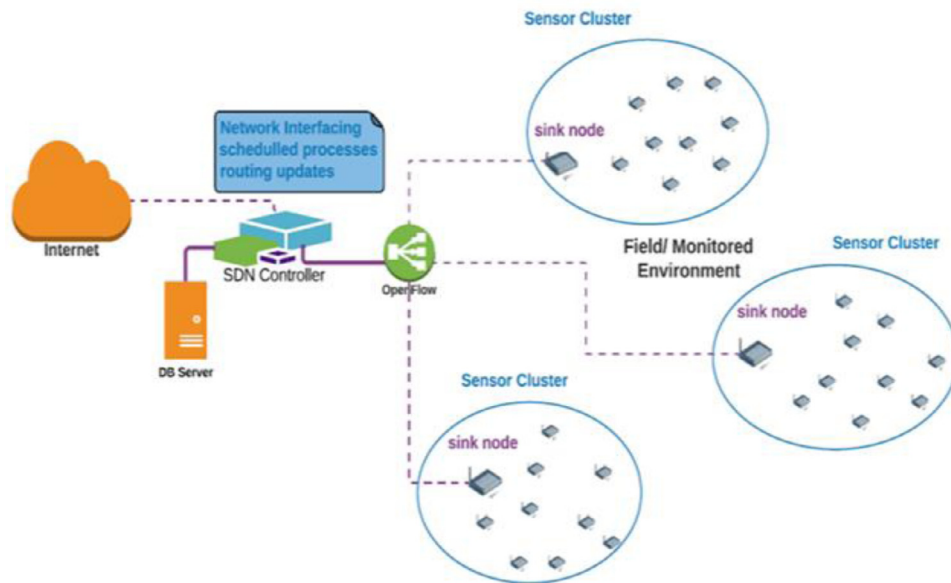 Sensor Cluster
Network Interfacing
schedulled processes
routing updates
sink node
Internet
SDN Controller
OpenFlow
DB Server
Field/ Monitored
Environment
Sensor Cluster
sink node
Sensor Cluster
sink node